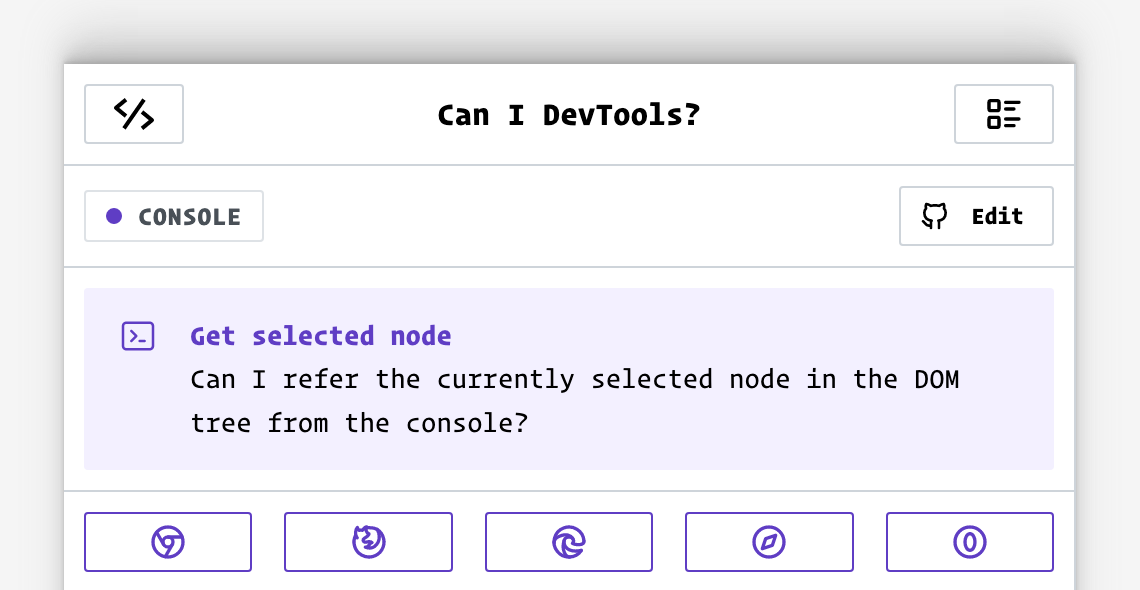 Can I DevTools?
CONSOLE
Edit
Get selected node
Can I refer the currently selected node in the DOM
tree from the console?